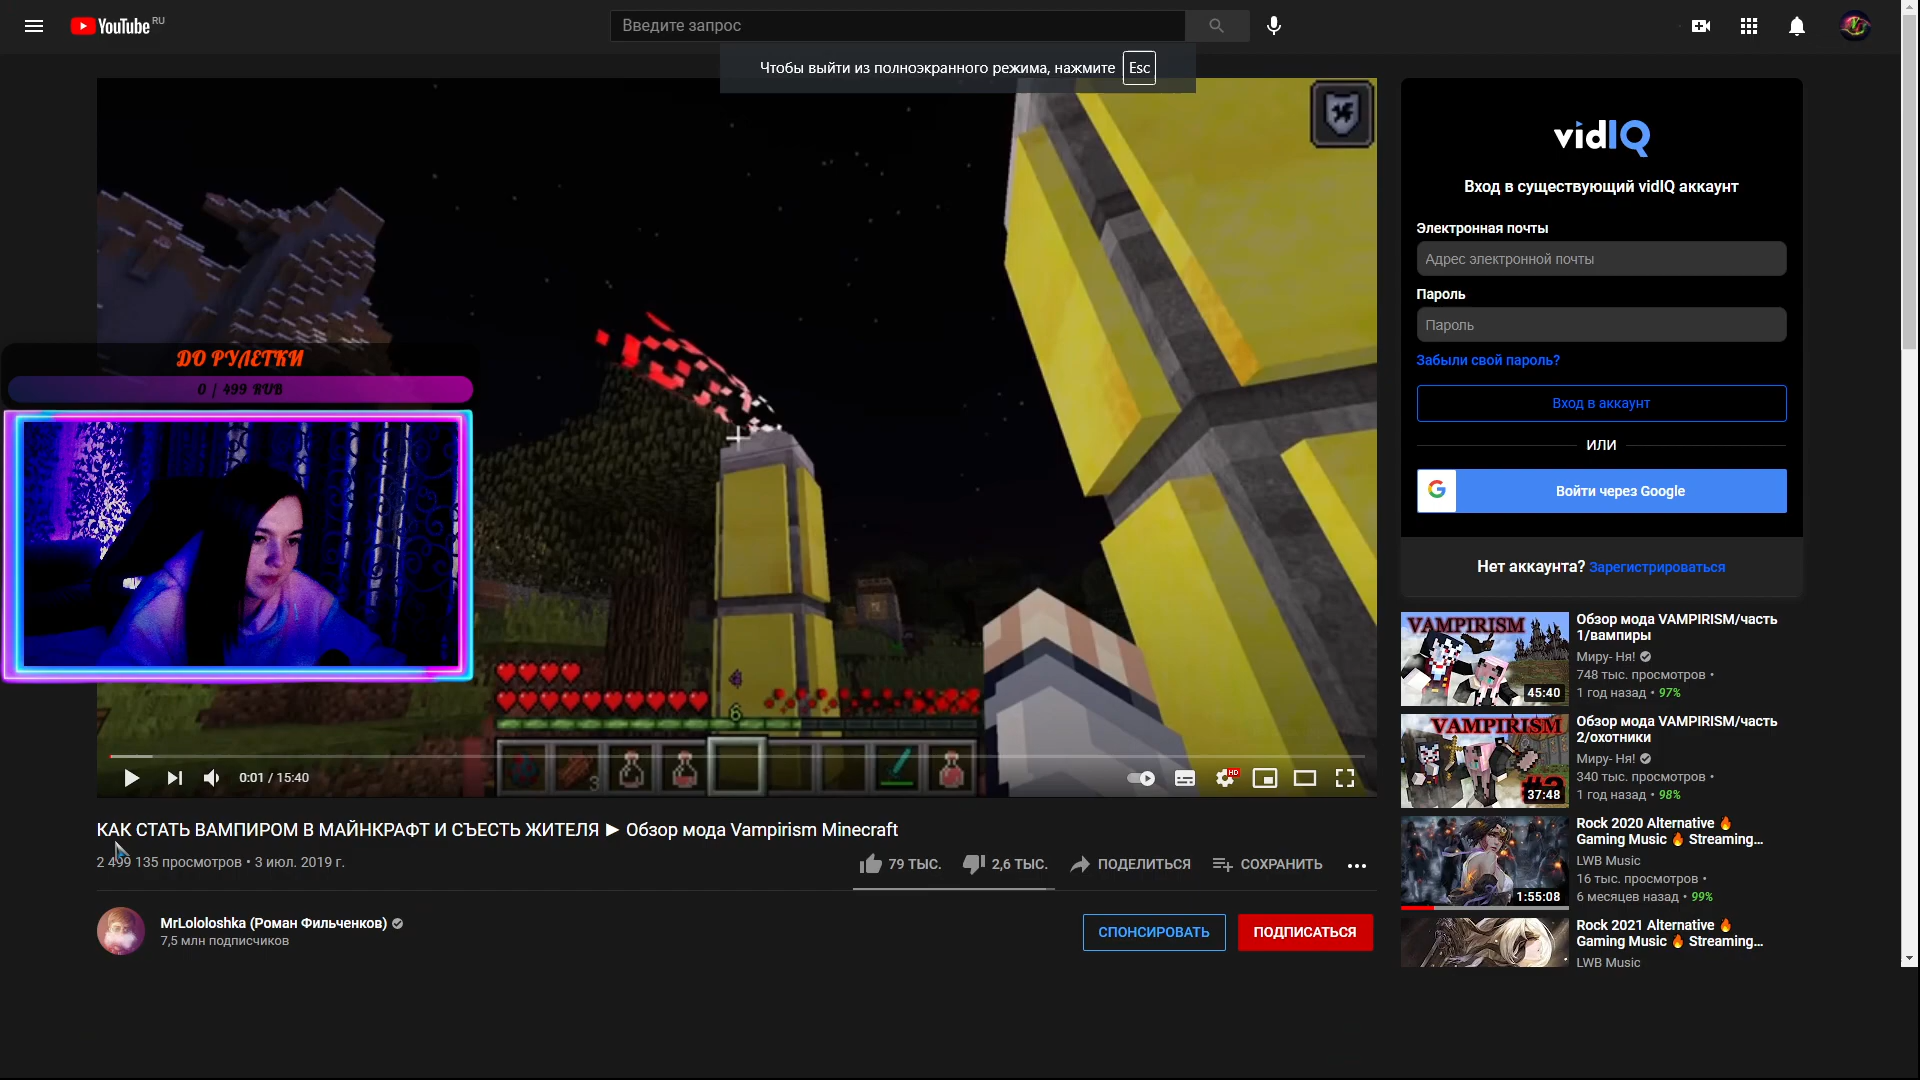 YouTube RU
Введите запрос
Чтобы выйти из полноэкранного режима, нажмите Esc
ДО РУЛЕТКИ
0 / 499 RUB
6
3
0:01 / 15:40
HD
КАК СТАТЬ ВАМПИРОМ В МАЙНКРАФТ И СЪЕСТЬ ЖИТЕЛЯ ► Обзор мода Vampirism Minecraft
2 499 135 просмотров • 3 июл. 2019 г.
79 ТЫС.
2,6 ТЫС.
ПОДЕЛИТЬСЯ
СОХРАНИТЬ
MrLololoshka (Роман Фильченков)
7,5 млн подписчиков
СПОНСИРОВАТЬ
ПОДПИСАТЬСЯ
vidIQ
Вход в существующий vidIQ аккаунт
Электронная почты
Адрес электронной почты
Пароль
Пароль
Забыли свой пароль?
Вход в аккаунт
ИЛИ
G
Войти через Google
Нет аккаунта? Зарегистрироваться
VAMPIRISM
45:40
Обзор мода VAMPIRISM/часть
1/вампиры
Миру- Ня!
748 тыс. просмотров •
1 год назад • 97%
VAMPIRISM
#2
37:48
Обзор мода VAMPIRISM/часть
2/охотники
Миру- Ня!
340 тыс. просмотров •
1 год назад • 98%
1:55:08
Rock 2020 Alternative 🔥
Gaming Music 🔥 Streaming...
LWB Music
16 тыс. просмотров •
6 месяцев назад • 99%
Rock 2021 Alternative 🔥
Gaming Music 🔥 Streaming...
LWB Music